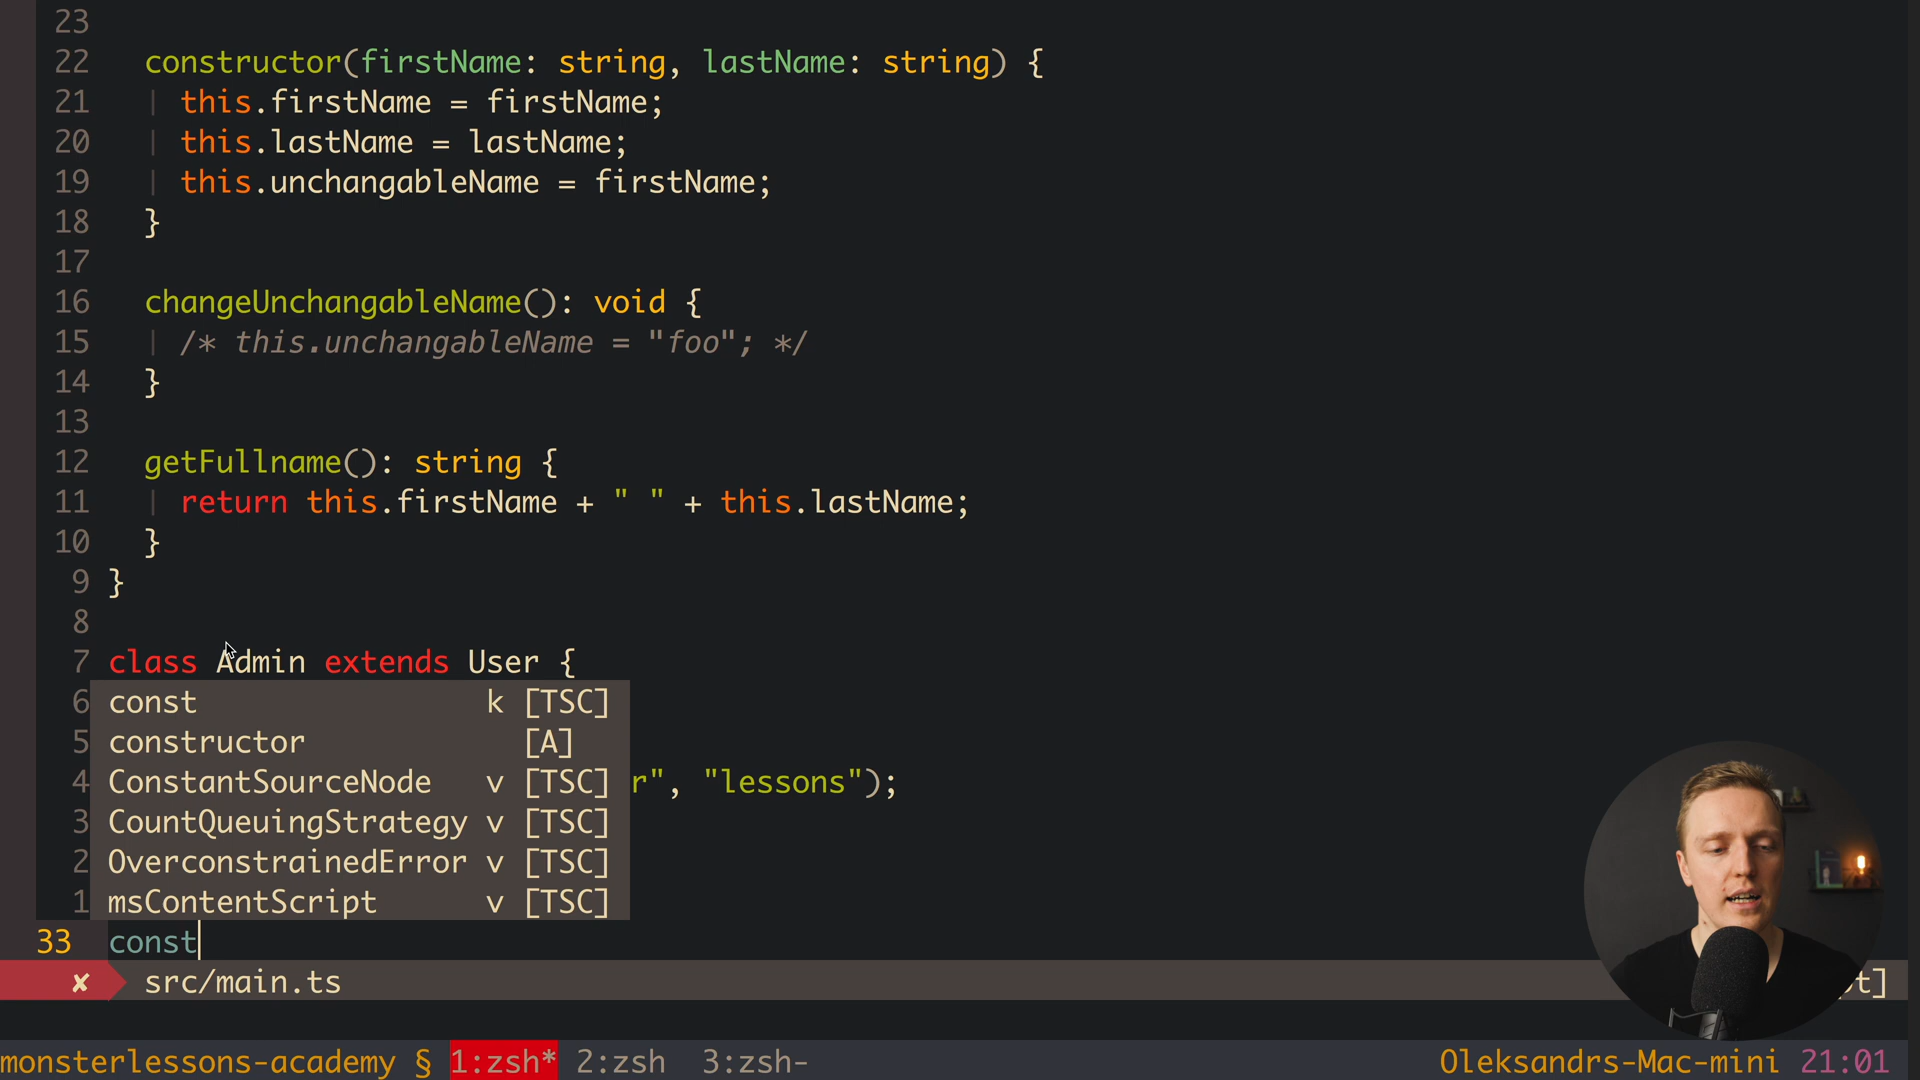 23
22 constructor(firstName: string, lastName: string) {
21 this.firstName = firstName;
20 this.lastName = lastName;
19 this.unchangableName = firstName;
18 }
17
16 changeUnchangableName(): void {
15 /* this.unchangableName = "foo"; */
14 }
13
12 getFullname(): string {
11 return this.firstName + " " + this.lastName;
10 }
9 }
8
7 class Admin extends User {
6 const k [TSC]
5 constructor [A]
4 ConstantSourceNode v [TSC] r", "lessons");
3 CountQueuingStrategy v [TSC]
2 OverconstrainedError v [TSC]
1 msContentScript v [TSC]
33 const
✘ src/main.ts t]
monsterlessons-academy § 1:zsh* 2:zsh 3:zsh- Oleksandrs-Mac-mini 21:01